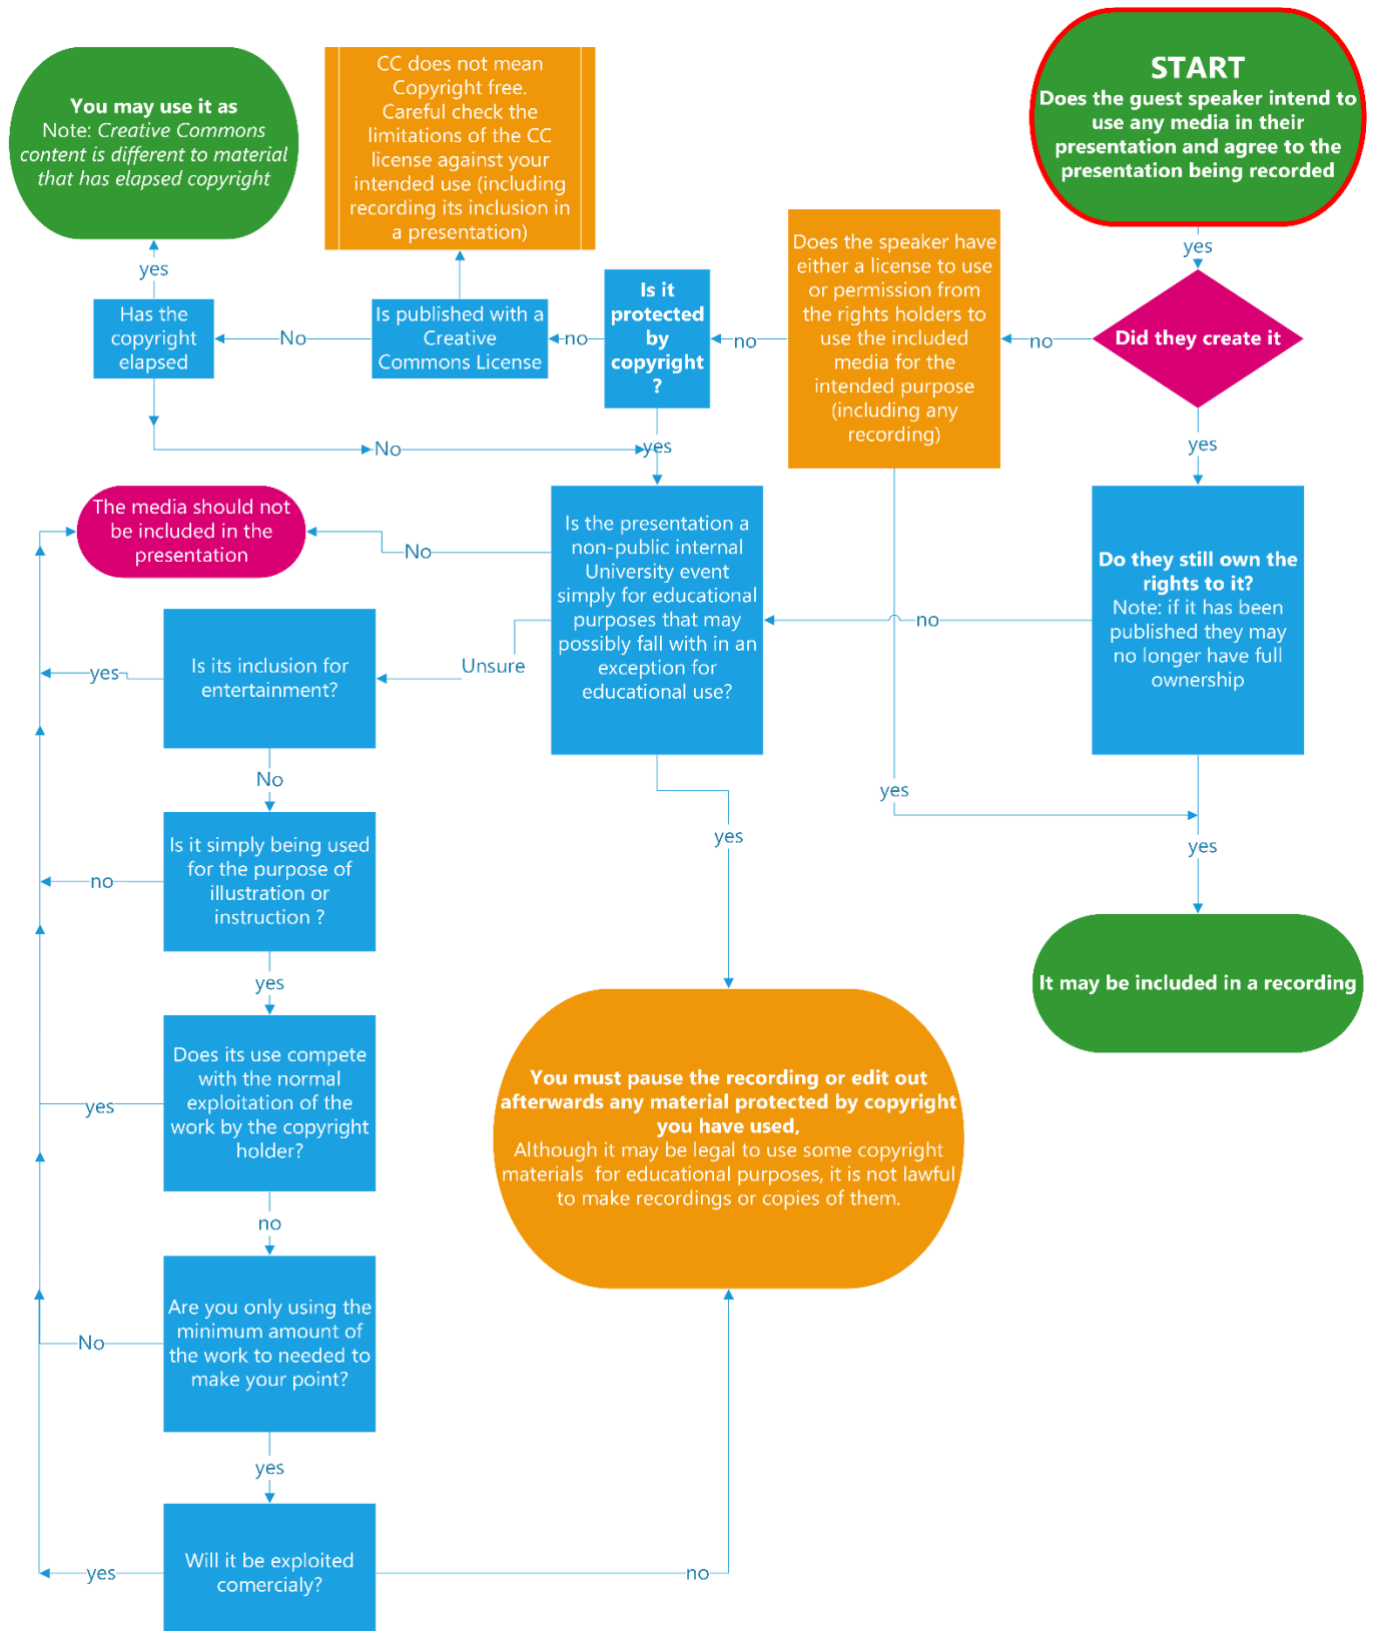 START
Does the guest speaker intend to
use any media in their
presentation and agree to the
presentation being recorded
yes
Did they create it
no
yes
Does the speaker have
either a license to use
or permission from
the rights holders to
use the included
media for the
intended purpose
(including any
recording)
no
yes
Is it
protected
by
copyright
?
no
yes
Is published with a
Creative
Commons License
No
CC does not mean
Copyright free.
Careful check the
limitations of the CC
license against your
intended use (including
recording its inclusion in
a presentation)
Has the
copyright
elapsed
yes
No
You may use it as
Note: Creative Commons
content is different to material
that has elapsed copyright
Do they still own the
rights to it?
Note: if it has been
published they may
no longer have full
ownership
no
yes
It may be included in a recording
Is the presentation a
non-public internal
University event
simply for educational
purposes that may
possibly fall with in an
exception for
educational use?
No
Unsure
yes
The media should not
be included in the
presentation
Is its inclusion for
entertainment?
yes
No
Is it simply being used
for the purpose of
illustration or
instruction ?
no
yes
Does its use compete
with the normal
exploitation of the
work by the copyright
holder?
yes
no
Are you only using the
minimum amount of
the work to needed to
make your point?
No
yes
Will it be exploited
comercialy?
yes
no
You must pause the recording or edit out
afterwards any material protected by copyright
you have used,
Although it may be legal to use some copyright
materials for educational purposes, it is not lawful
to make recordings or copies of them.